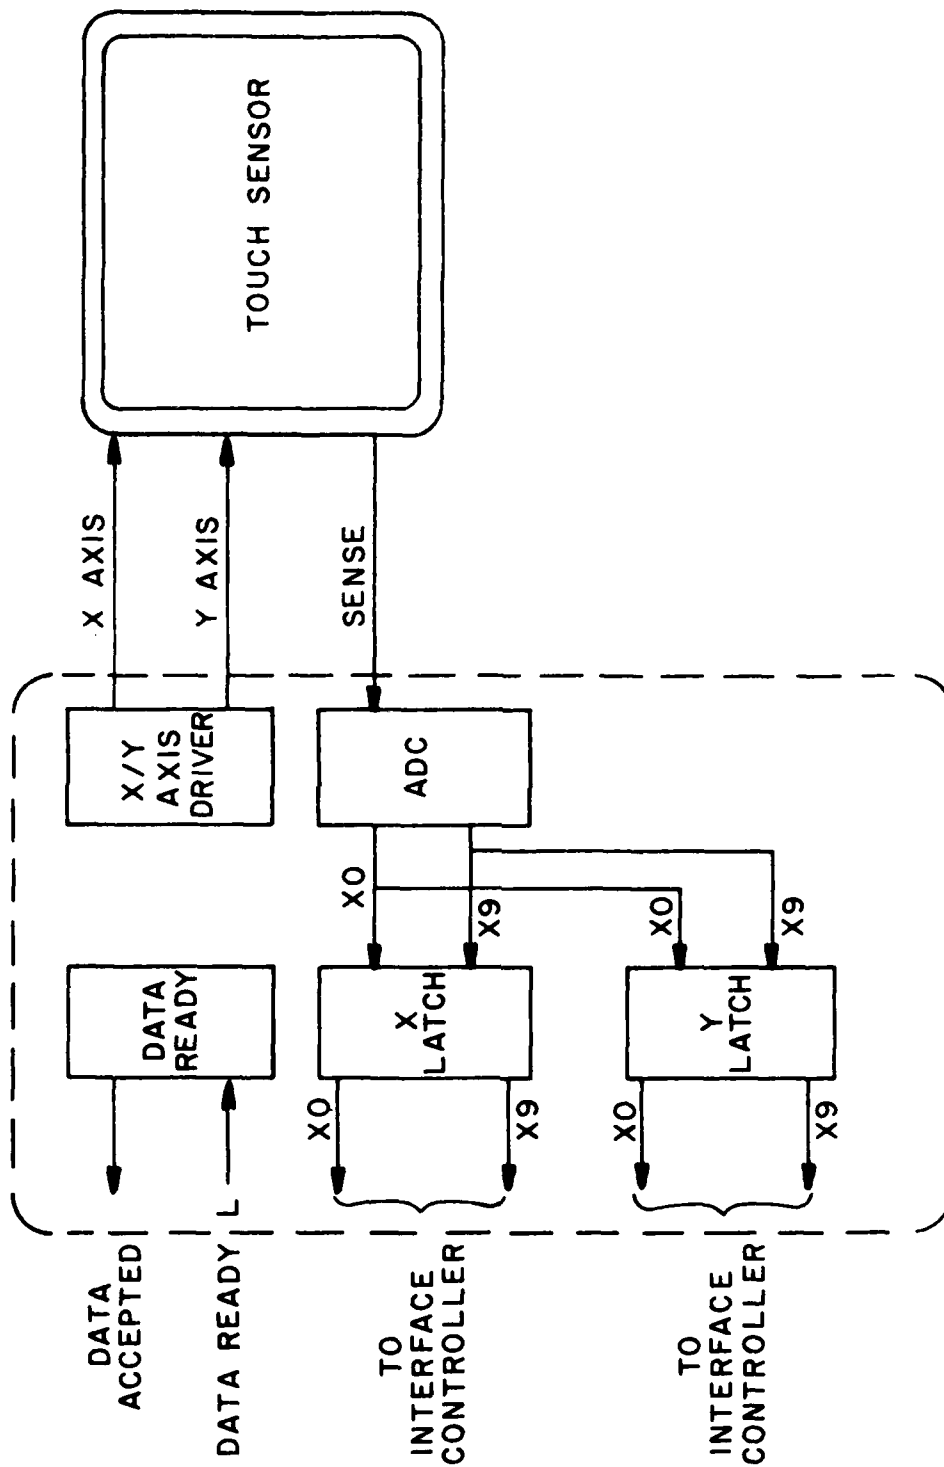 DATA
ACCEPTED
DATA READY L
DATA
READY
X/Y
AXIS
DRIVER
X AXIS
Y AXIS
TOUCH SENSOR
SENSE
TO
INTERFACE
CONTROLLER
X0
X9
X
LATCH
X0
X9
ADC
TO
INTERFACE
CONTROLLER
X0
X9
Y
LATCH
X0
X9